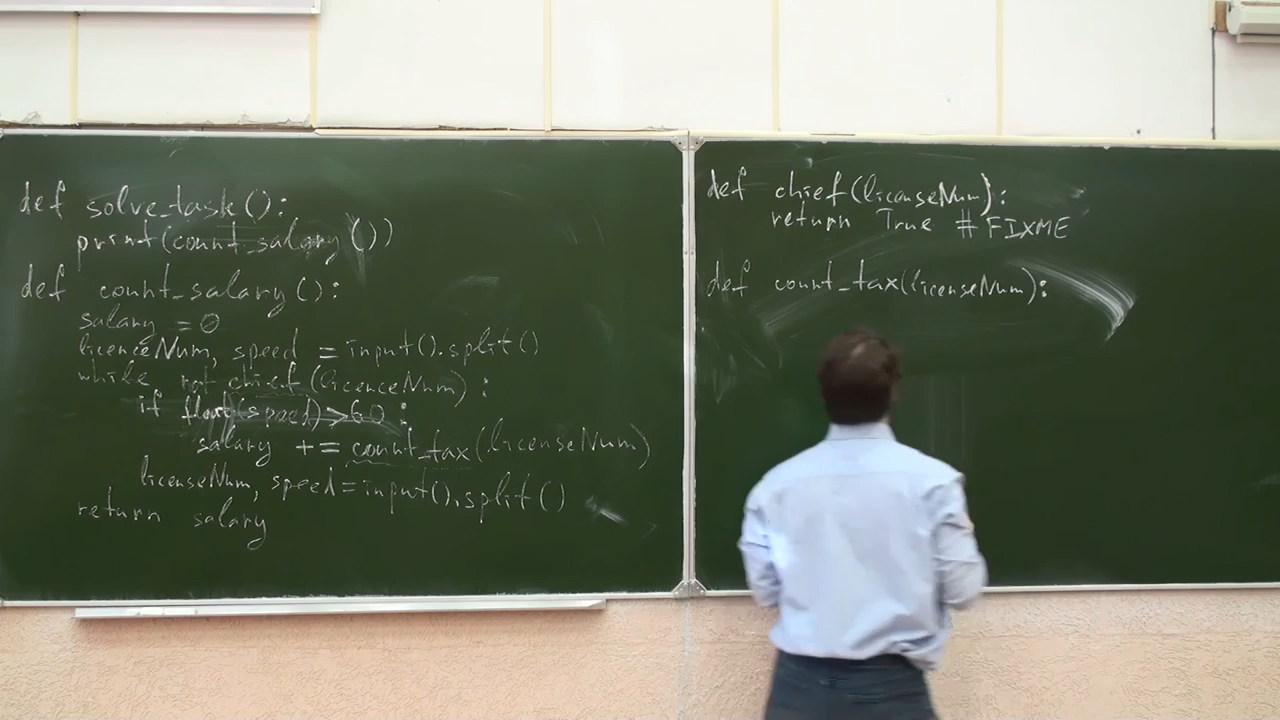 def solve_task():
print(count_salary())
def count_salary():
salary = 0
licenceNum, speed = input().split()
while not chief(licenceNum):
if float(speed) > 60:
salary += count_tax(licenseNum)
licenseNum, speed = input().split()
return salary
def chief(licenseNum):
return True # FIXME
def count_tax(licenseNum):